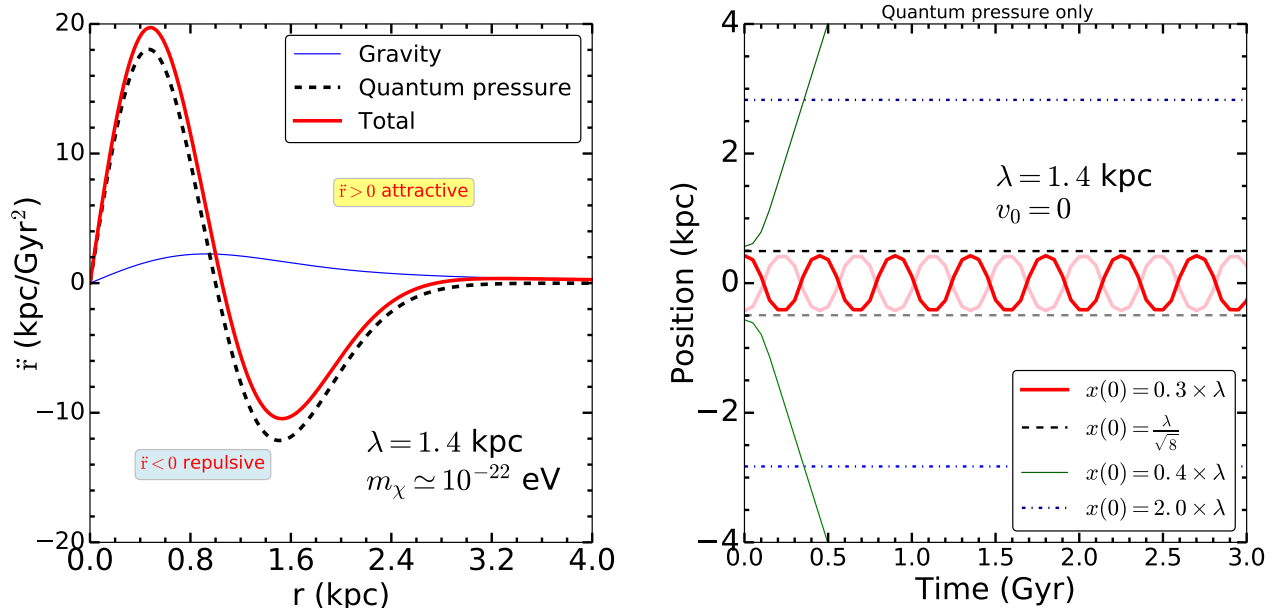 20
10
0
−10
−20
0.0 0.8 1.6 2.4 3.2 4.0
r (kpc)
r̈ (kpc/Gyr²)
Gravity
Quantum pressure
Total
r̈ > 0 attractive
r̈ < 0 repulsive
λ = 1.4 kpc
m_χ ≃ 10⁻²² eV
Quantum pressure only
4
2
0
−2
−4
0.0 0.5 1.0 1.5 2.0 2.5 3.0
Time (Gyr)
Position (kpc)
λ = 1.4 kpc
v₀ = 0
x(0) = 0.3 × λ
x(0) = λ/√8
x(0) = 0.4 × λ
x(0) = 2.0 × λ